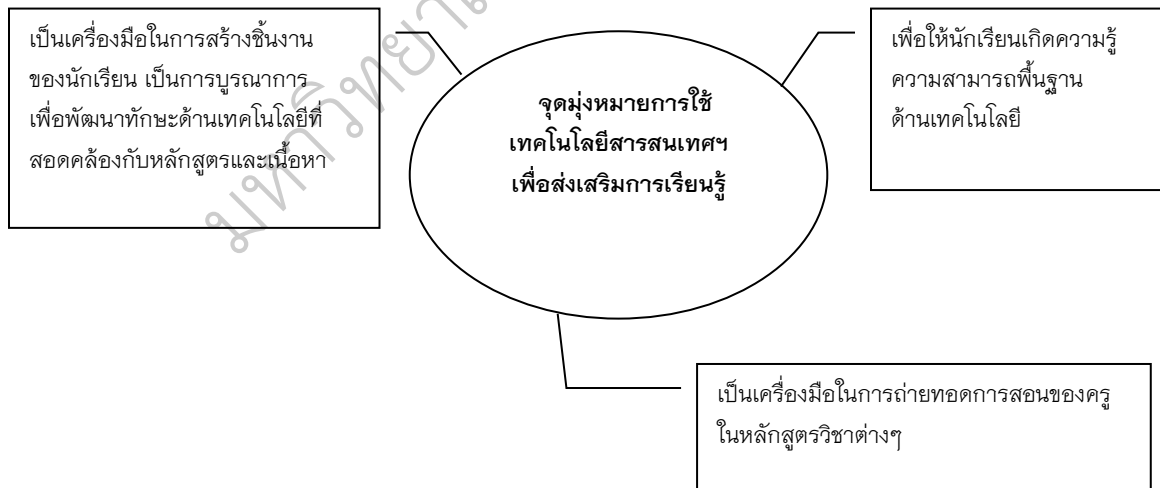 เป็นเครื่องมือในการสร้างชิ้นงาน
ของนักเรียน เป็นการบูรณาการ
เพื่อพัฒนาทักษะด้านเทคโนโลยีที่
สอดคล้องกับหลักสูตรและเนื้อหา
จุดมุ่งหมายการใช้
เทคโนโลยีสารสนเทศฯ
เพื่อส่งเสริมการเรียนรู้
เพื่อให้นักเรียนเกิดความรู้
ความสามารถพื้นฐาน
ด้านเทคโนโลยี
เป็นเครื่องมือในการถ่ายทอดการสอนของครู
ในหลักสูตรวิชาต่างๆ